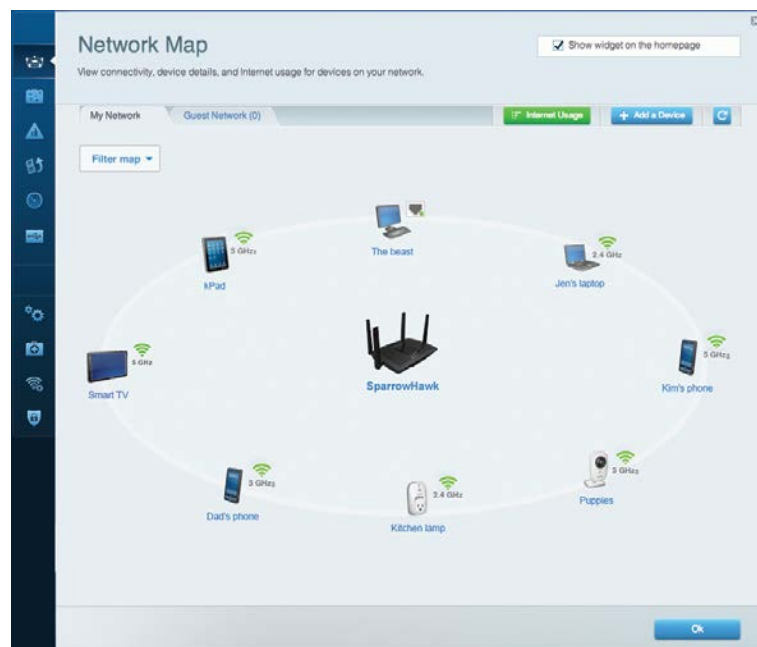 Network Map
Show widget on the homepage
View connectivity, device details, and Internet usage for devices on your network.
My Network
Guest Network (0)
Internet Usage
Add a Device
Filter map
The beast
5 GHz
kPad
2.4 GHz
Jen's laptop
5 GHz
Smart TV
SparrowHawk
5 GHz
Kim's phone
5 GHz
Dad's phone
2.4 GHz
Kitchen lamp
5 GHz
Puppies
Ok